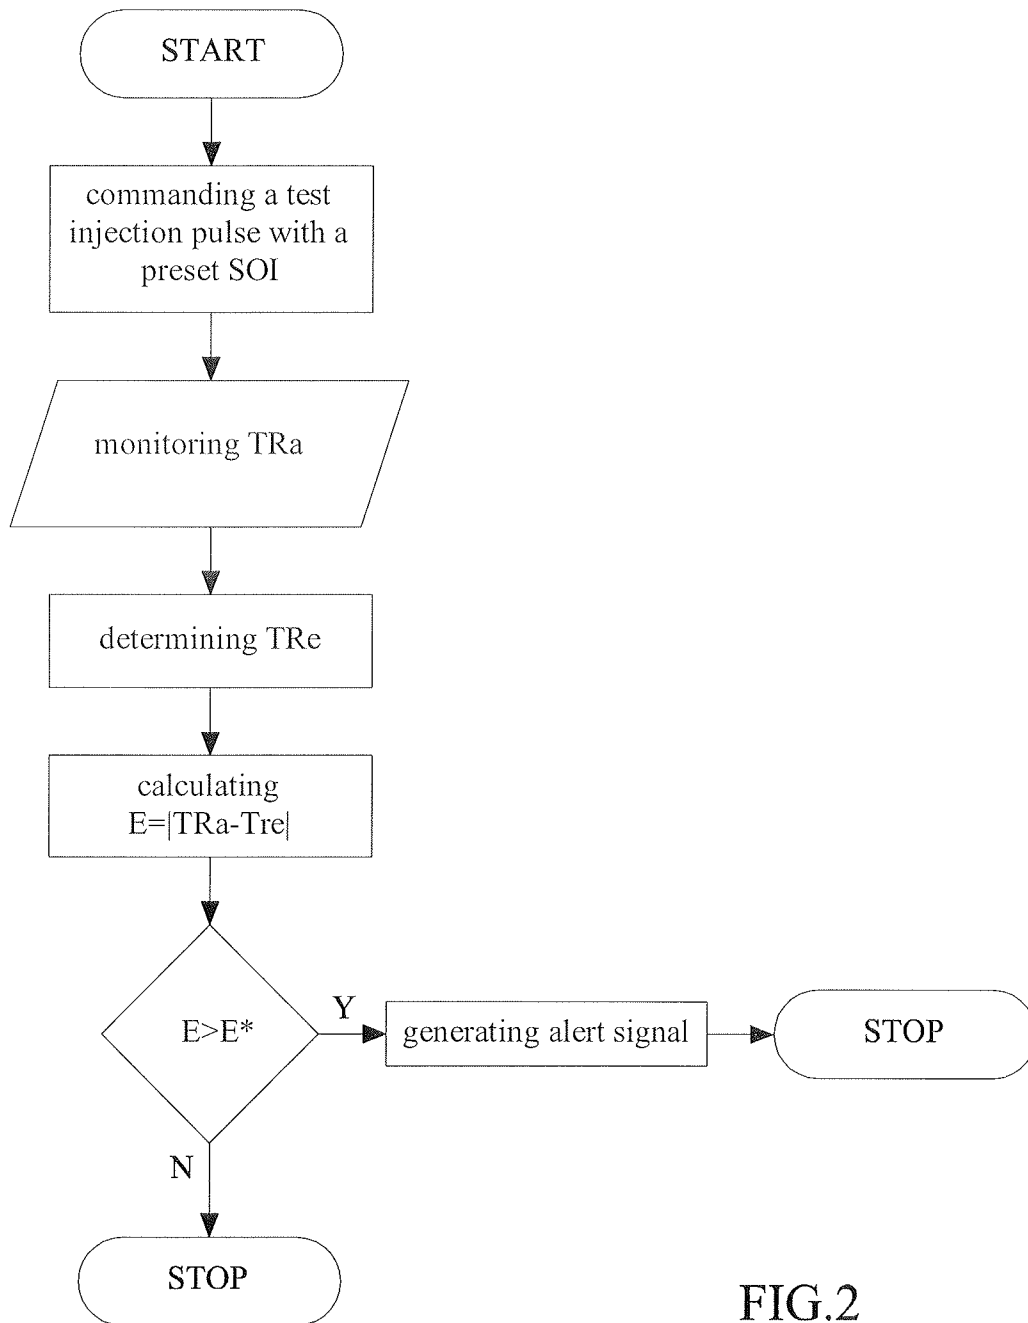 START
commanding a test
injection pulse with a
preset SOI
monitoring TRa
determining TRe
calculating
E=|TRa-Tre|
E>E*
Y
generating alert signal
STOP
N
STOP
FIG.2